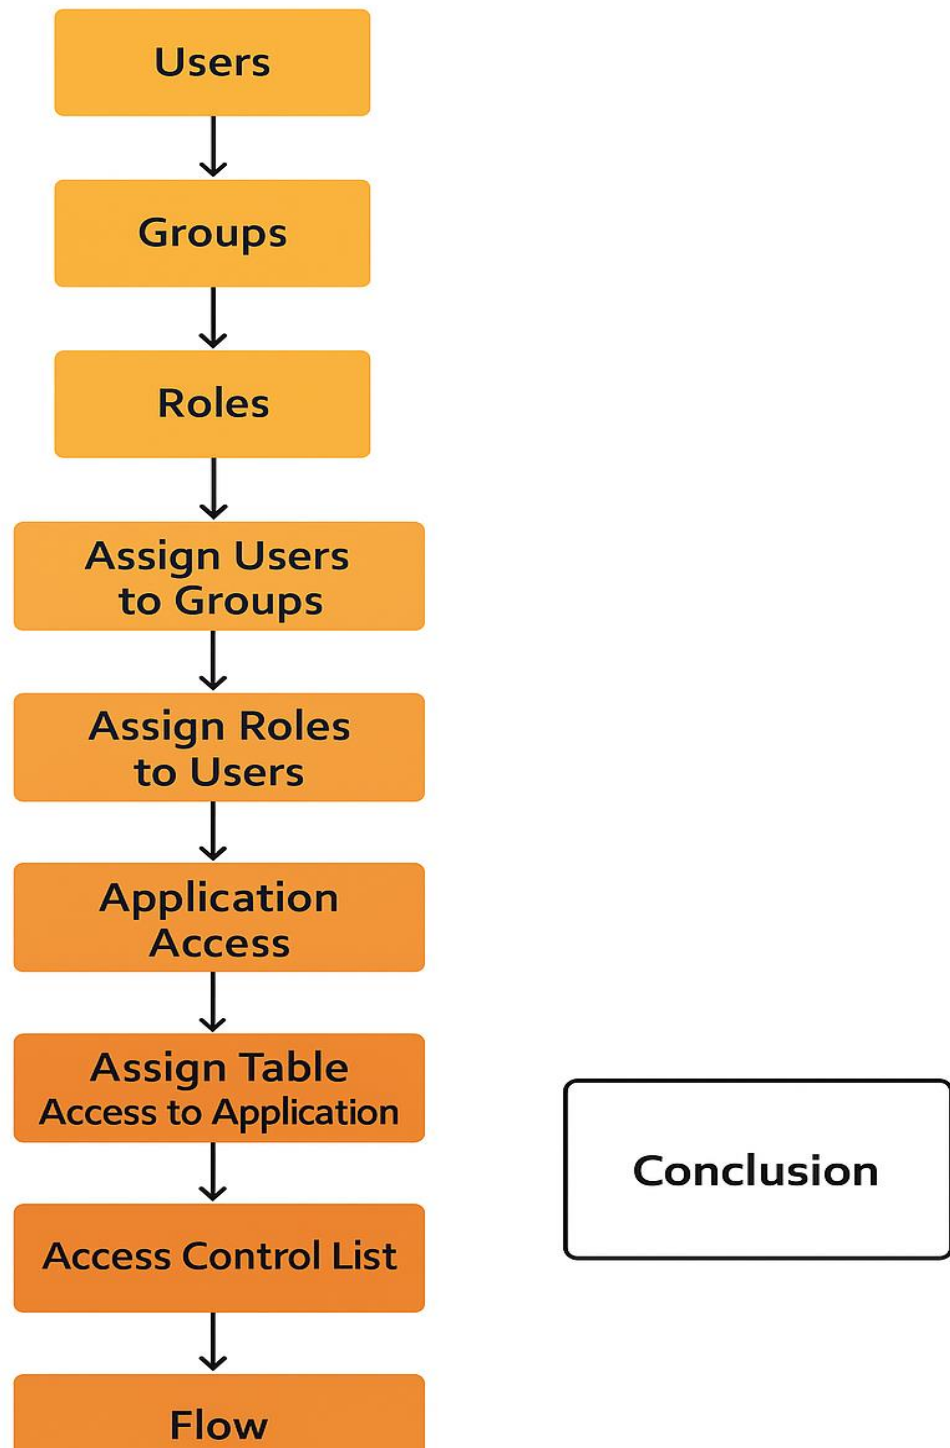 Users
Groups
Roles
Assign Users
to Groups
Assign Roles
to Users
Application
Access
Assign Table
Access to Application
Access Control List
Flow
Conclusion